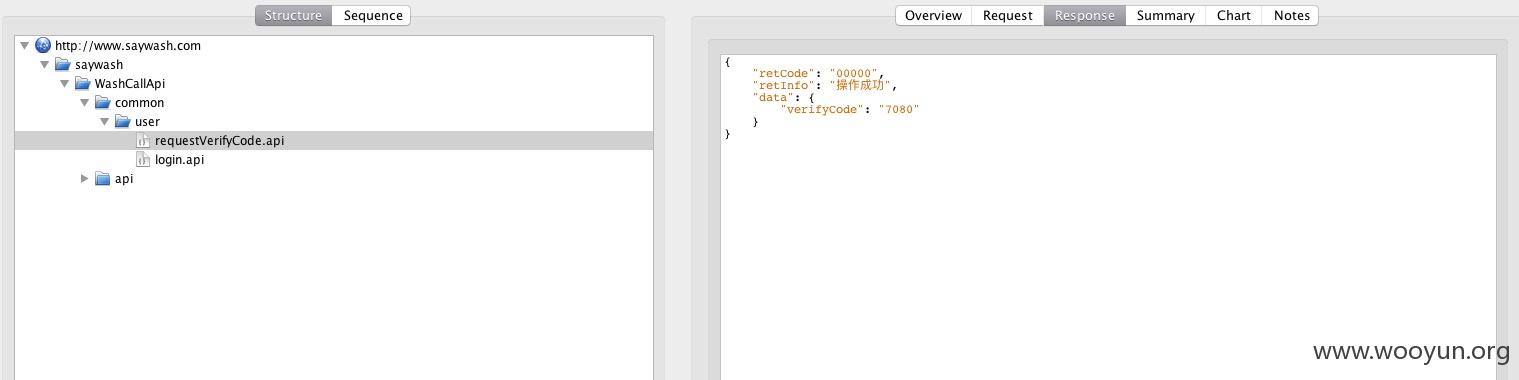 Structure Sequence
http://www.saywash.com
saywash
WashCallApi
common
user
requestVerifyCode.api
login.api
api
Overview Request Response Summary Chart Notes
{
"retCode": "00000",
"retInfo": "操作成功",
"data": {
"verifyCode": "7080"
}
}
www.wooyun.org